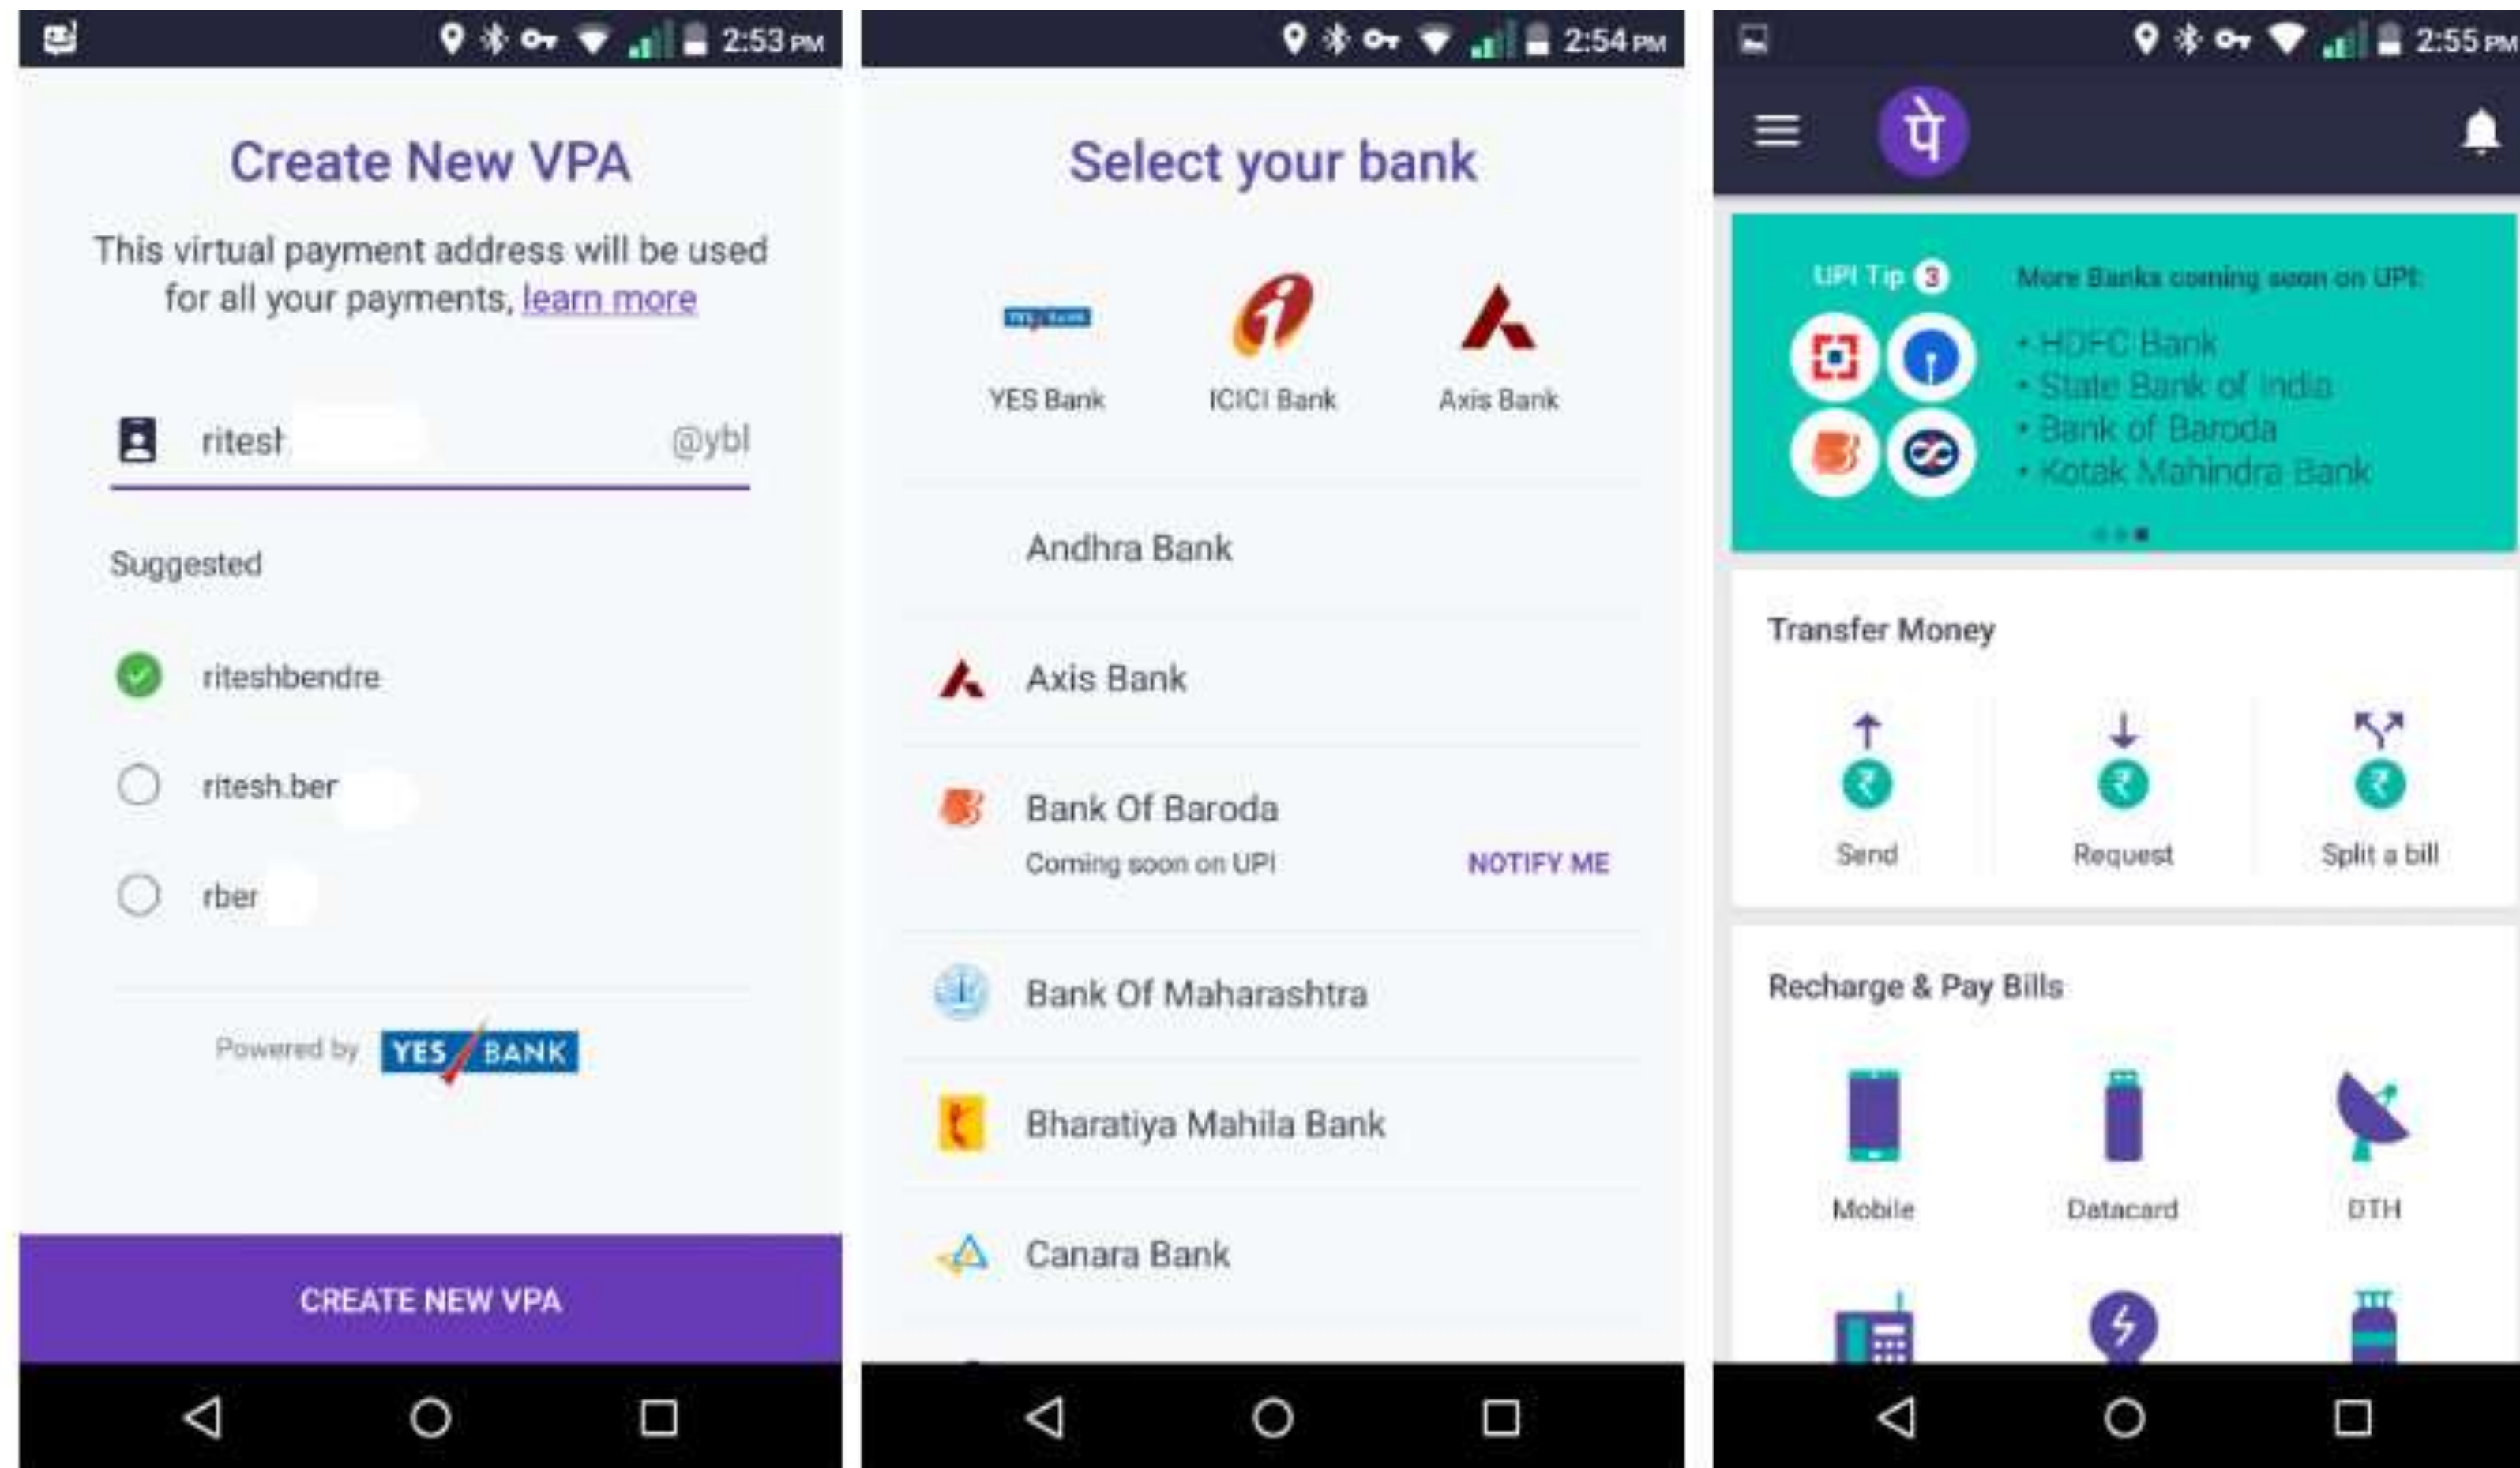 2:53 PM
Create New VPA
This virtual payment address will be used
for all your payments, learn more
ritesh @ybl
Suggested
riteshbendre
ritesh.ber
rber
Powered by YES BANK
CREATE NEW VPA
2:54 PM
Select your bank
YES BANK
YES Bank ICICI Bank Axis Bank
Andhra Bank
Axis Bank
Bank Of Baroda
Coming soon on UPI NOTIFY ME
Bank Of Maharashtra
Bharatiya Mahila Bank
Canara Bank
2:55 PM
पे
UPI Tip 3
More Banks coming soon on UPI:
• HDFC Bank
• State Bank of India
• Bank of Baroda
• Kotak Mahindra Bank
Transfer Money
Send Request Split a bill
Recharge & Pay Bills
Mobile Datacard DTH